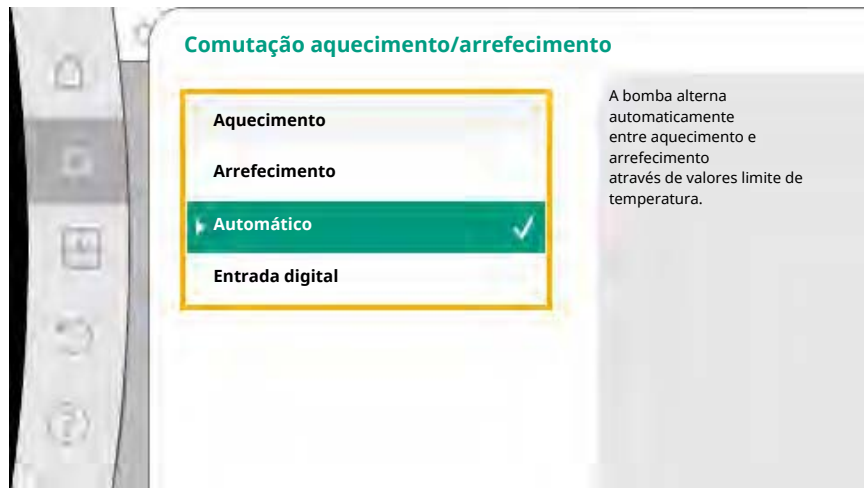 Comutação aquecimento/arrefecimento
Aquecimento
Arrefecimento
Automático
Entrada digital
A bomba alterna
automaticamente
entre aquecimento e
arrefecimento
através de valores limite de
temperatura.